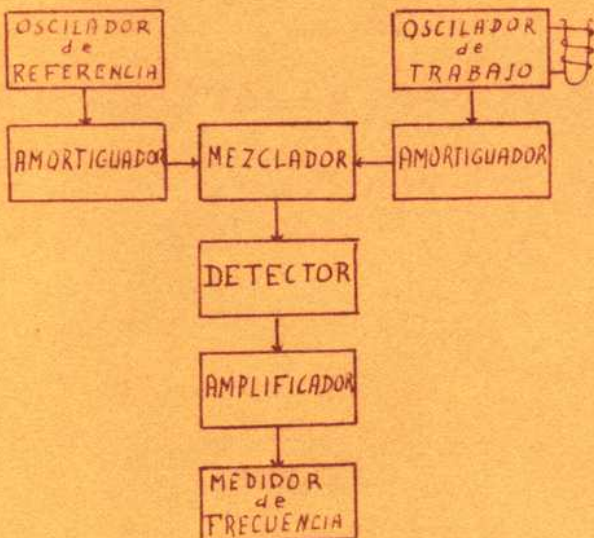 OSCILADOR
de
REFERENCIA
OSCILADOR
de
TRABAJO
AMORTIGUADOR
MEZCLADOR
AMORTIGUADOR
DETECTOR
AMPLIFICADOR
MEDIDOR
de
FRECUENCIA